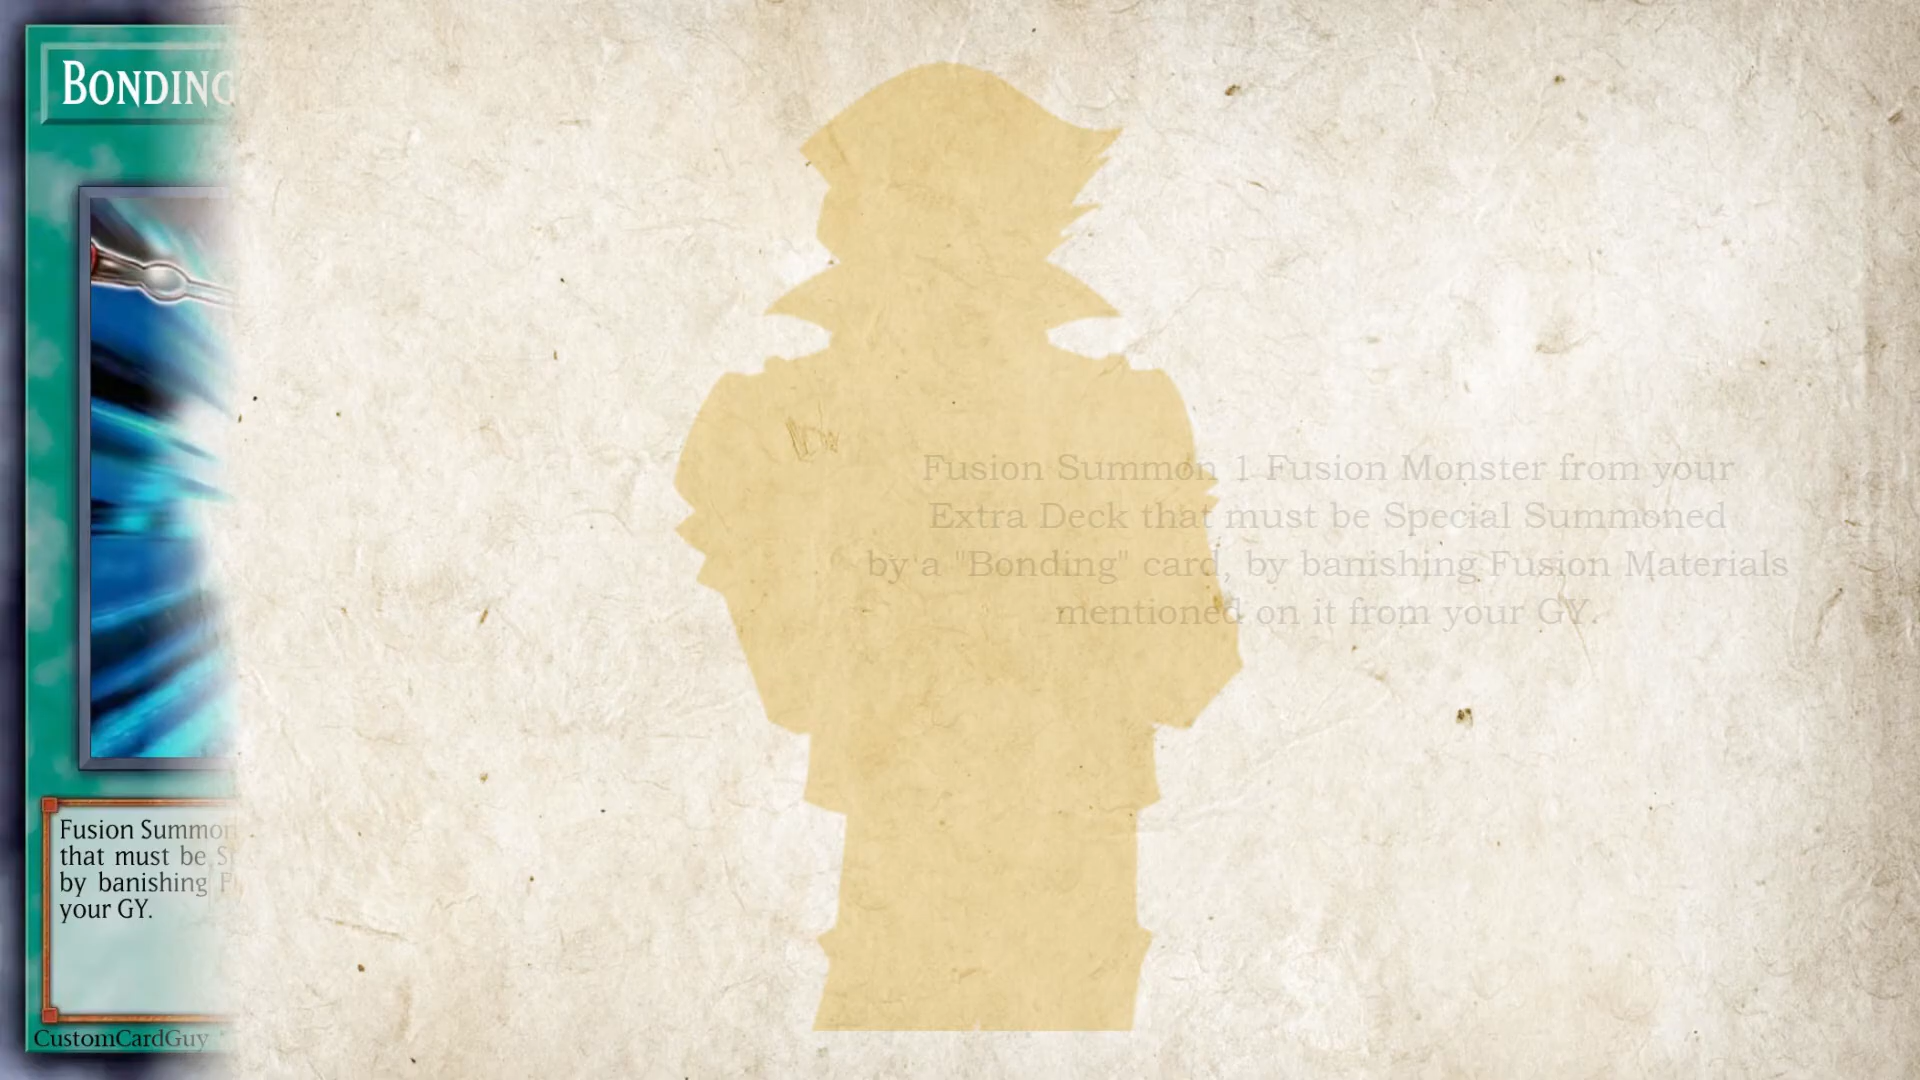 BONDING
Fusion Summon
that must be
by banishing
your GY.
CustomCardGuy
Fusion Summon 1 Fusion Monster from your
Extra Deck that must be Special Summoned
by a "Bonding" card, by banishing Fusion Materials
mentioned on it from your GY.